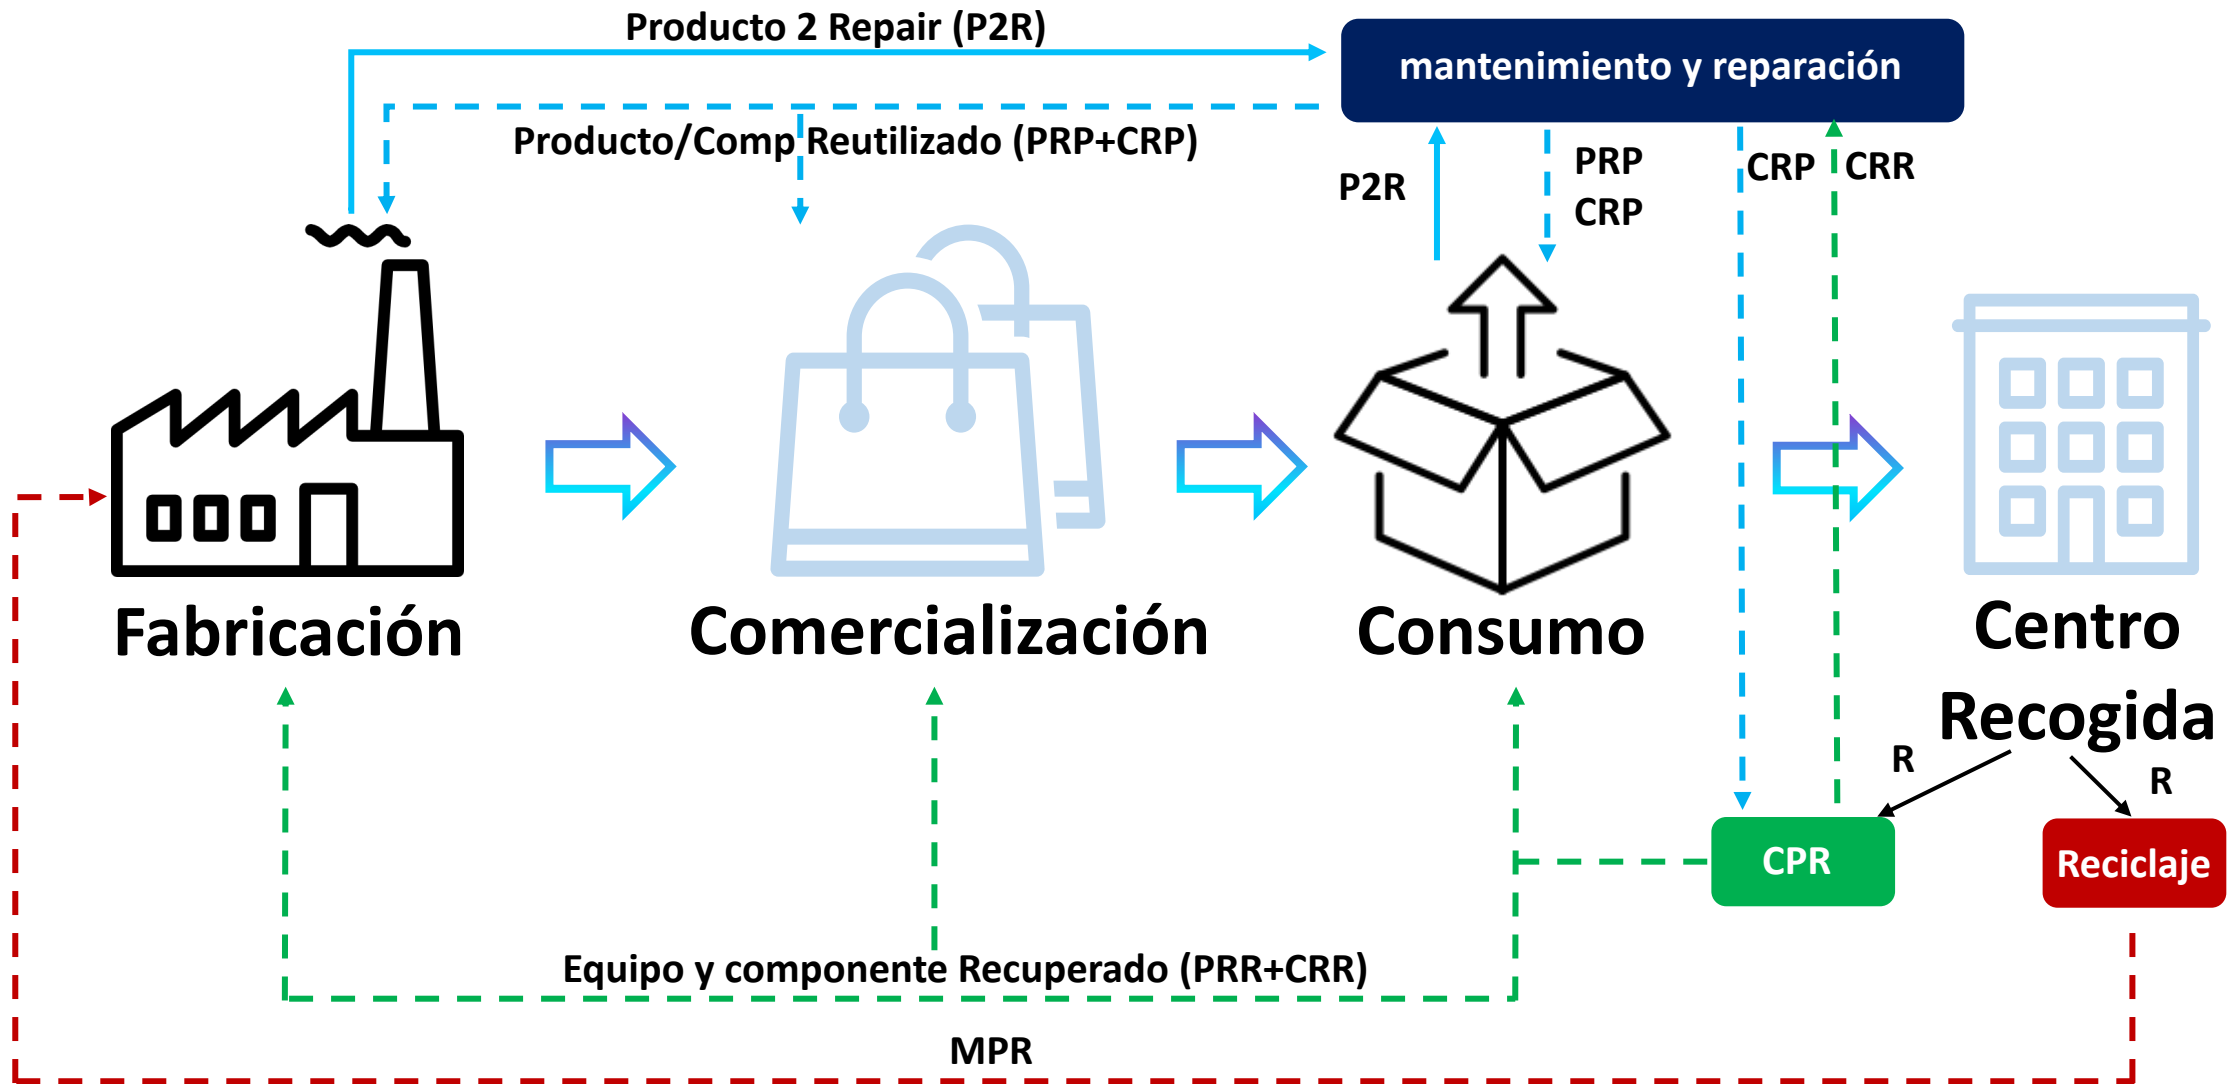 Producto 2 Repair (P2R)
mantenimiento y reparación
Producto/Comp Reutilizado (PRP+CRP)
P2R
PRP
CRP
CRP
CRR
Fabricación
Comercialización
Consumo
Centro
Recogida
R
R
CPR
Reciclaje
Equipo y componente Recuperado (PRR+CRR)
MPR